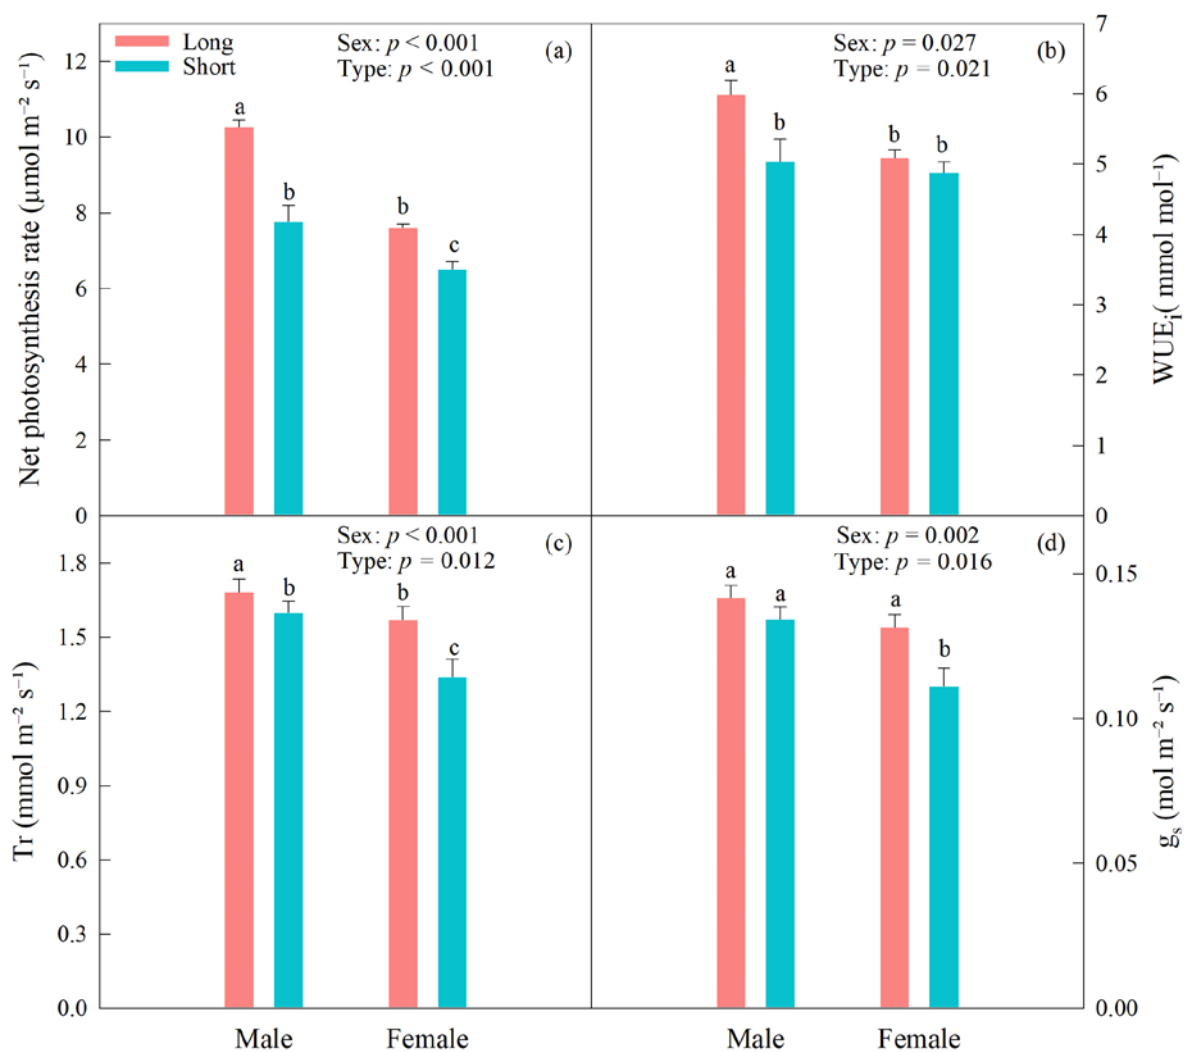 Long
Short
Sex: p < 0.001
Type: p < 0.001
(a)
Net photosynthesis rate (μmol m⁻² s⁻¹)
12
10
8
6
4
2
0
a
b
b
c
Sex: p = 0.027
Type: p = 0.021
(b)
a
b
b
b
7
6
5
4
3
2
1
0
WUEᵢ( mmol mol⁻¹)
Sex: p < 0.001
Type: p = 0.012
(c)
Tr (mmol m⁻² s⁻¹)
1.8
1.5
1.2
0.9
0.6
0.3
0.0
a
b
b
c
Male
Female
Sex: p = 0.002
Type: p = 0.016
(d)
a
a
a
b
0.15
0.10
0.05
0.00
gₛ (mol m⁻² s⁻¹)
Male
Female